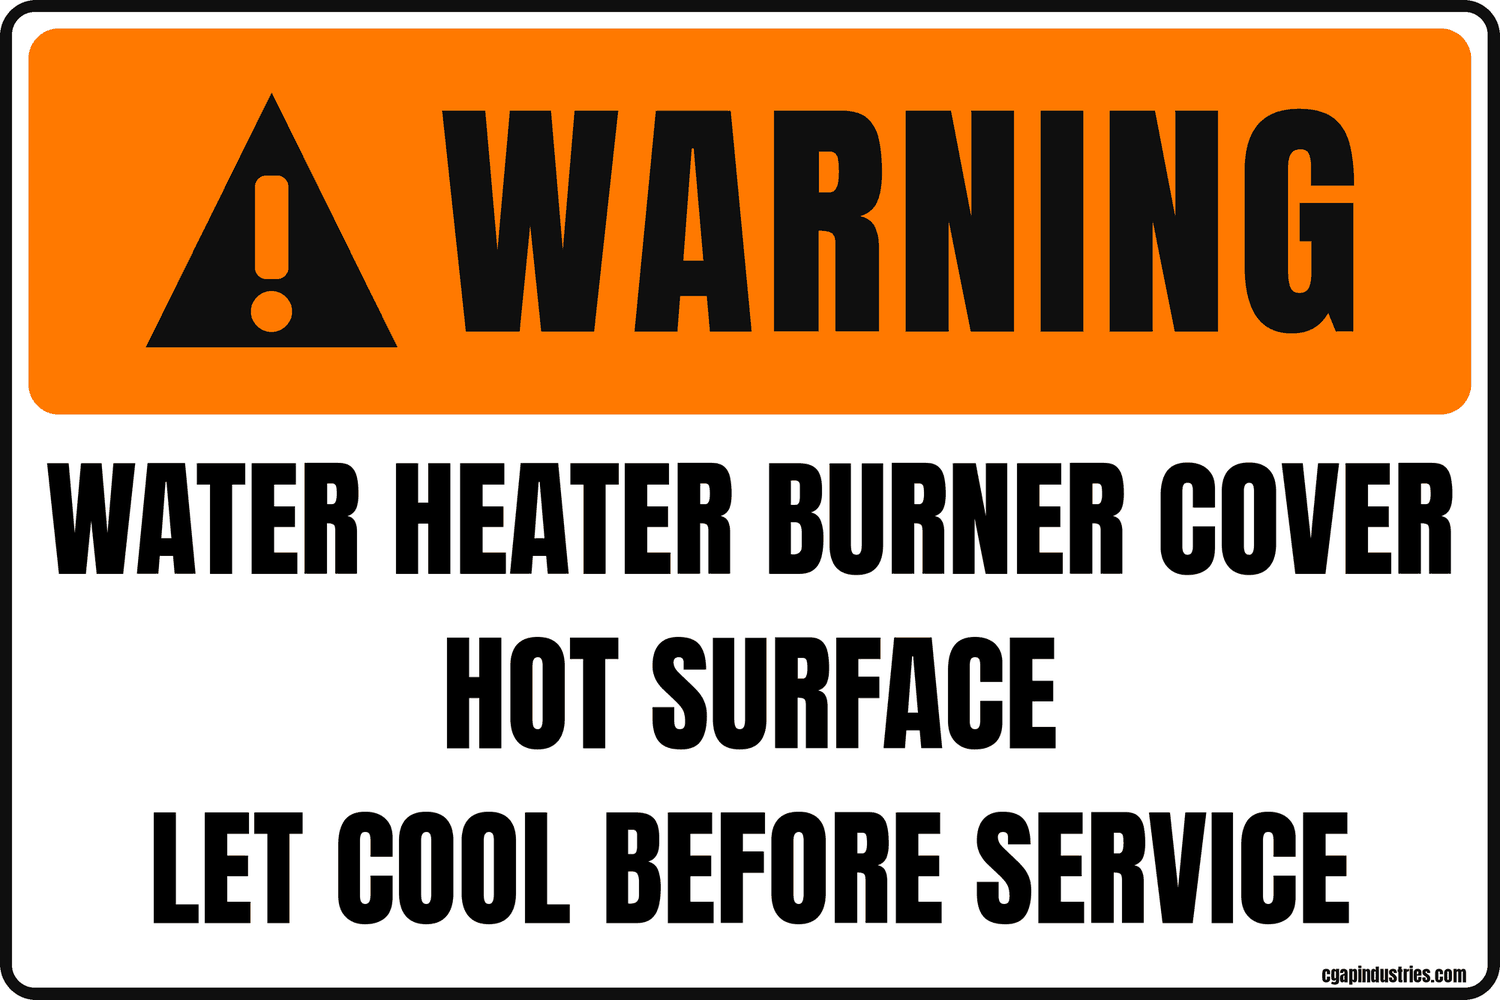 WARNING
WATER HEATER BURNER COVER
HOT SURFACE
LET COOL BEFORE SERVICE
cgapindustries.com